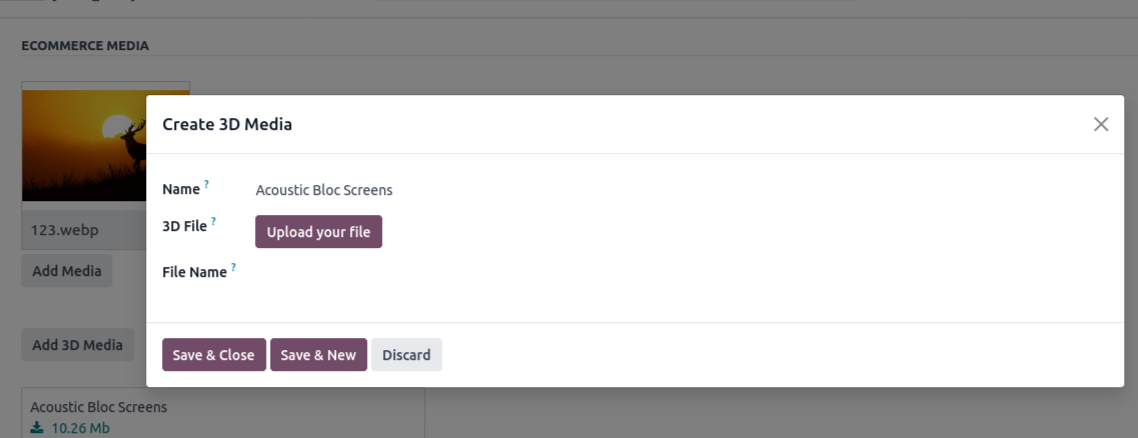 ECOMMERCE MEDIA
Create 3D Media
Name ?
Acoustic Bloc Screens
3D File ?
Upload your file
File Name ?
Save & Close
Save & New
Discard
123.webp
Add Media
Add 3D Media
Acoustic Bloc Screens
10.26 Mb